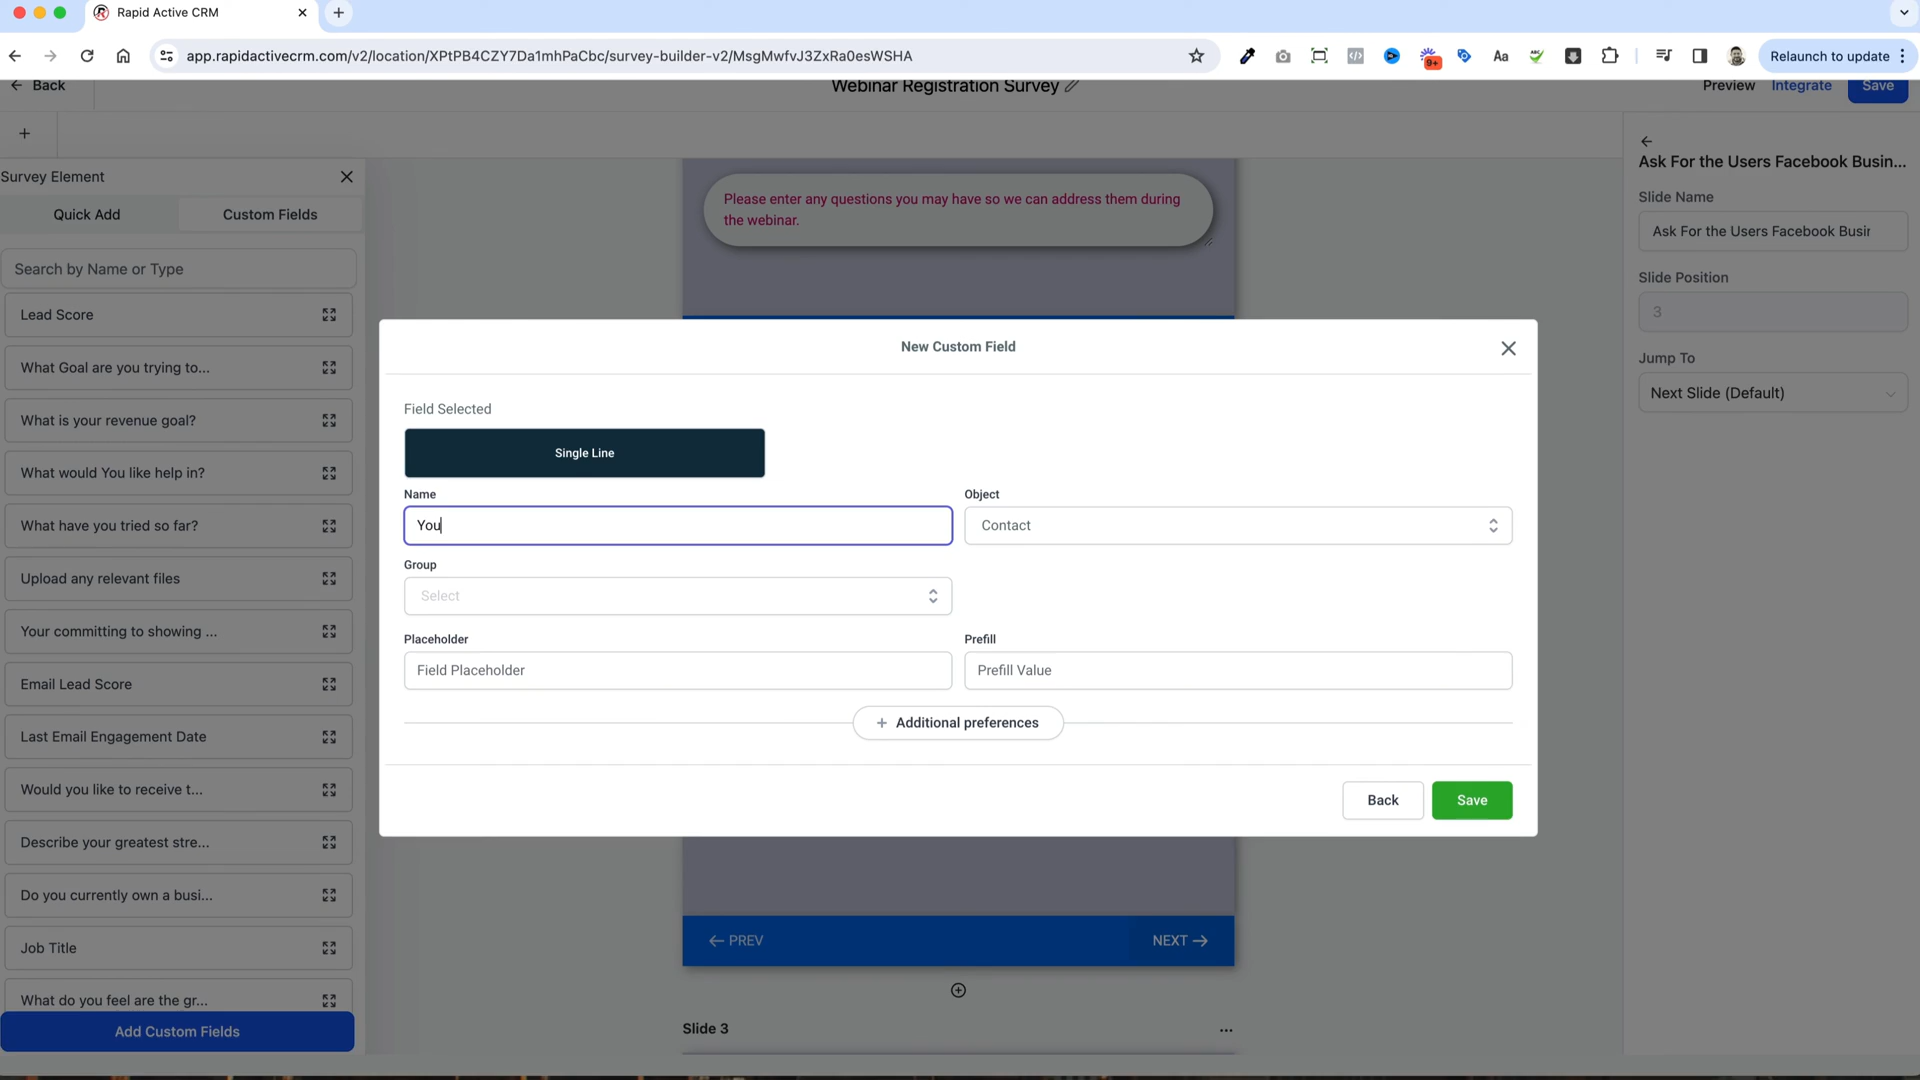 Rapid Active CRM
app.rapidactivecrm.com/v2/location/XPtPB4CZY7Da1mhPaCbc/survey-builder-v2/MsgMwfvJ3ZxRa0esWSHA
9+
Aa
ABC
Relaunch to update
Back
Webinar Registration Survey
Preview
Integrate
Save
Survey Element
Quick Add
Custom Fields
Search by Name or Type
Lead Score
What Goal are you trying to...
What is your revenue goal?
What would You like help in?
What have you tried so far?
Upload any relevant files
Your committing to showing ...
Email Lead Score
Last Email Engagement Date
Would you like to receive t...
Describe your greatest stre...
Do you currently own a busi...
Job Title
What do you feel are the gr...
Add Custom Fields
Please enter any questions you may have so we can address them during
the webinar.
New Custom Field
Field Selected
Single Line
Name
Object
You
Contact
Group
Select
Placeholder
Prefill
Field Placeholder
Prefill Value
+ Additional preferences
Back
Save
PREV
NEXT
Slide 3
...
Ask For the Users Facebook Busin...
Slide Name
Ask For the Users Facebook Busir
Slide Position
3
Jump To
Next Slide (Default)